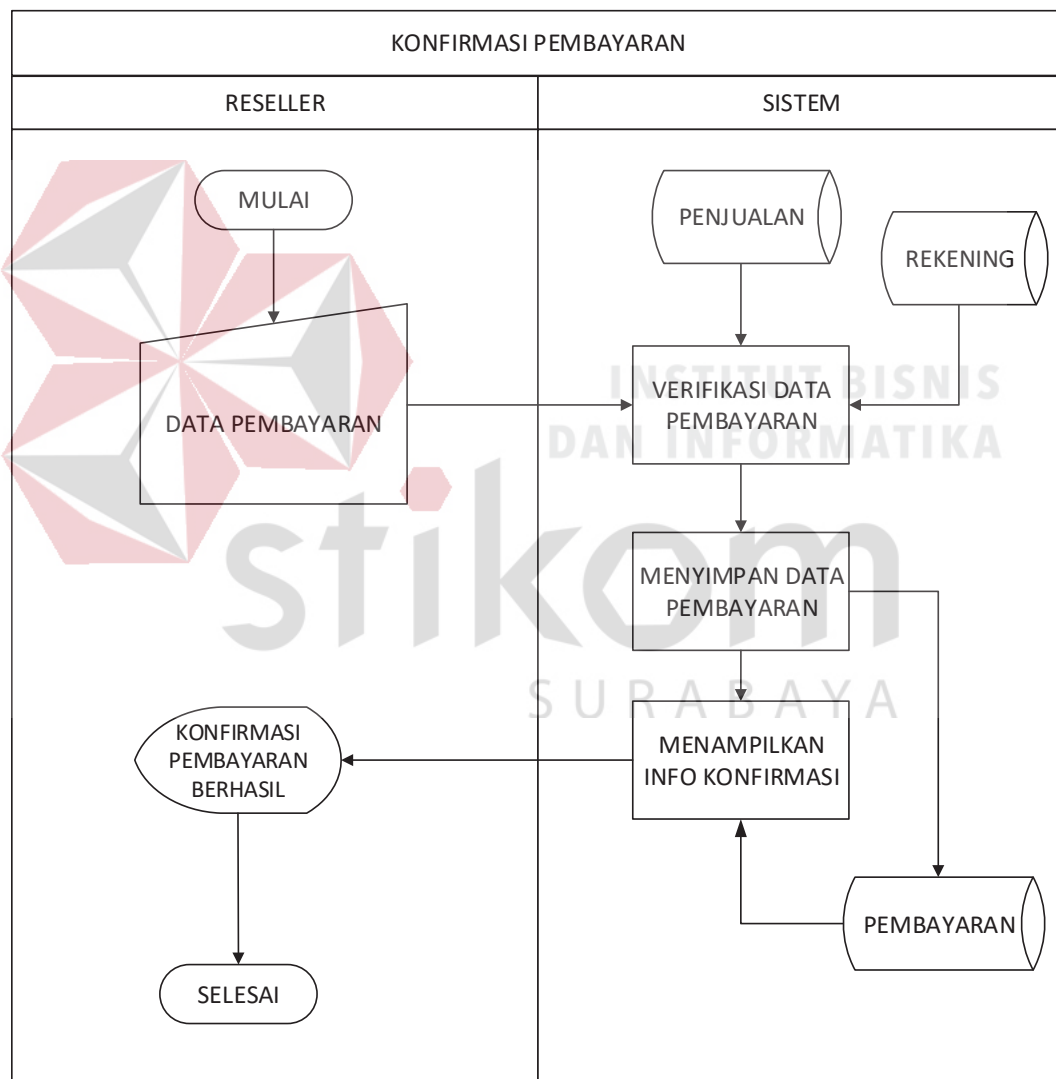 KONFIRMASI PEMBAYARAN
RESELLER
SISTEM
MULAI
PENJUALAN
REKENING
DATA PEMBAYARAN
VERIFIKASI DATA
PEMBAYARAN
INSTITUT BISNIS
DAN INFORMATIKA
stikom
SURABAYA
MENYIMPAN DATA
PEMBAYARAN
KONFIRMASI
PEMBAYARAN
BERHASIL
MENAMPILKAN
INFO KONFIRMASI
PEMBAYARAN
SELESAI